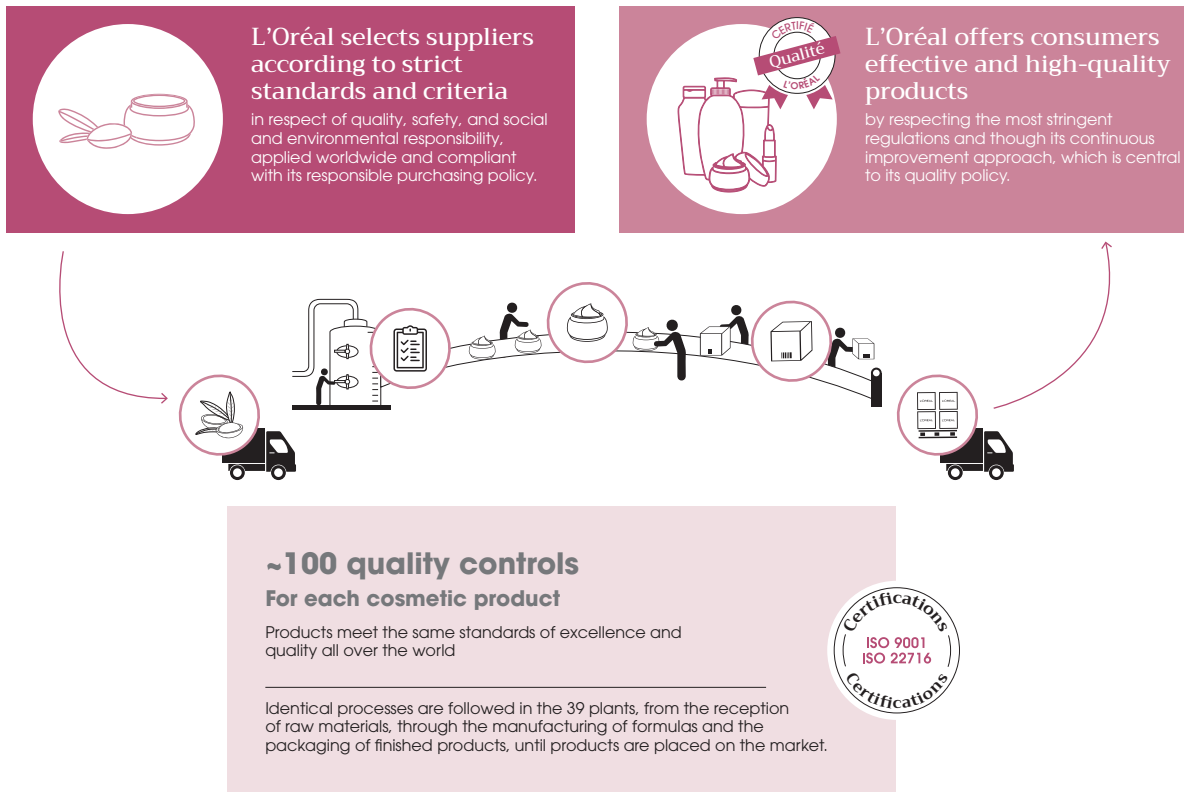 L’Oréal selects suppliers
according to strict
standards and criteria
in respect of quality, safety, and social
and environmental responsibility,
applied worldwide and compliant
with its responsible purchasing policy.
CERTIFIÉ
Qualité
L'ORÉAL
L’Oréal offers consumers
effective and high-quality
products
by respecting the most stringent
regulations and though its continuous
improvement approach, which is central
to its quality policy.
L'ORÉAL L'ORÉAL
L'ORÉAL L'ORÉAL
~100 quality controls
For each cosmetic product
Products meet the same standards of excellence and
quality all over the world
Identical processes are followed in the 39 plants, from the reception
of raw materials, through the manufacturing of formulas and the
packaging of finished products, until products are placed on the market.
Certifications
ISO 9001
ISO 22716
Certifications